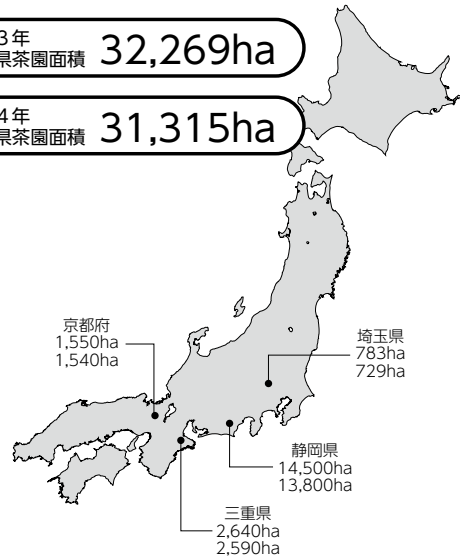 3年
県茶園面積 32,269ha
4年
県茶園面積 31,315ha
京都府
1,550ha
1,540ha
埼玉県
783ha
729ha
静岡県
14,500ha
13,800ha
三重県
2,640ha
2,590ha